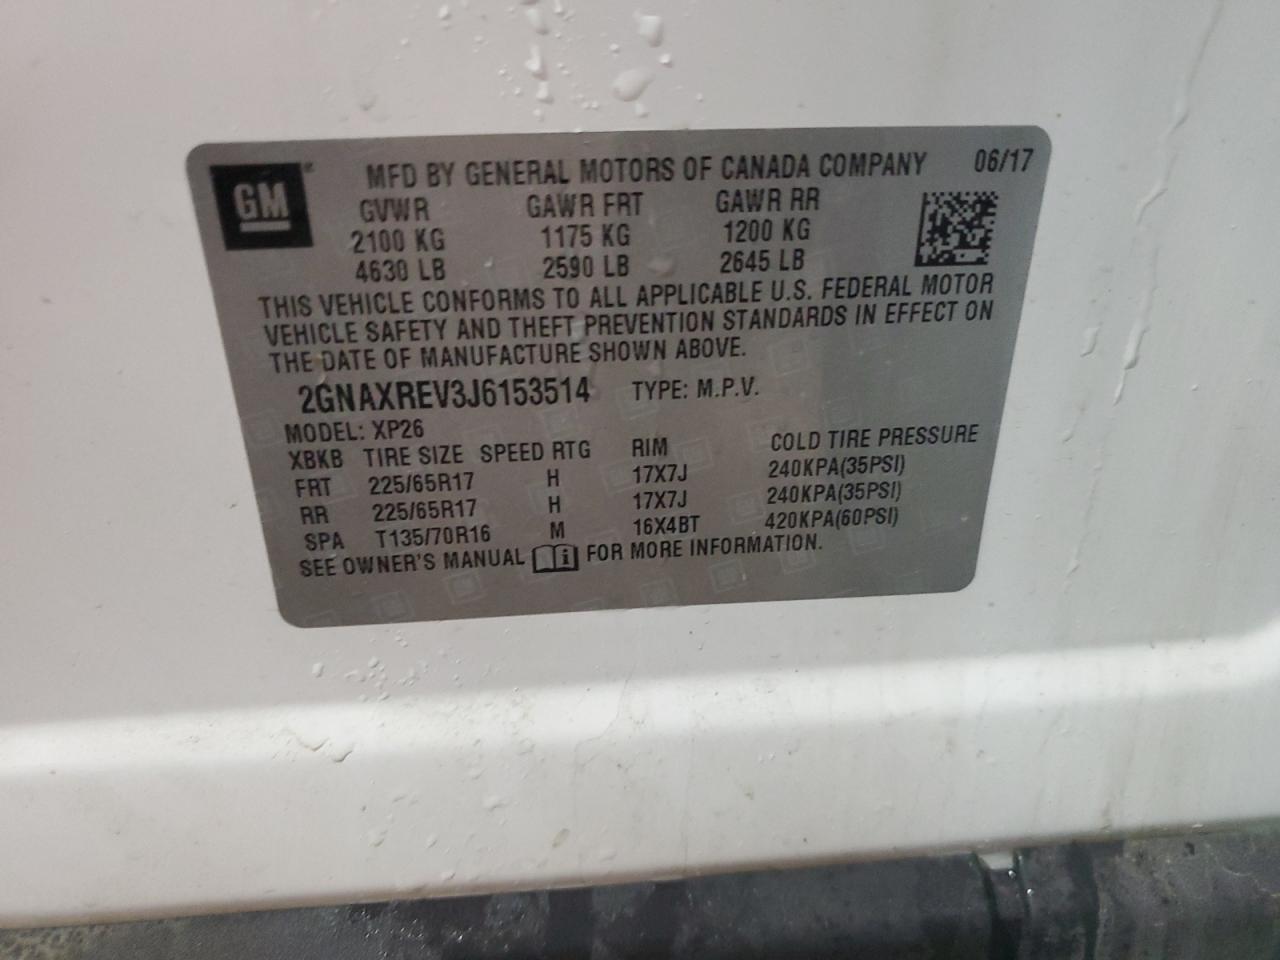 GM ® MFD BY GENERAL MOTORS OF CANADA COMPANY 06/17
GVWR GAWR FRT GAWR RR
2100 KG 1175 KG 1200 KG
4630 LB 2590 LB 2645 LB
THIS VEHICLE CONFORMS TO ALL APPLICABLE U.S. FEDERAL MOTOR
VEHICLE SAFETY AND THEFT PREVENTION STANDARDS IN EFFECT ON
THE DATE OF MANUFACTURE SHOWN ABOVE.
2GNAXREV3J6153514 TYPE: M.P.V.
MODEL: XP26
XBKB TIRE SIZE SPEED RTG RIM COLD TIRE PRESSURE
FRT 225/65R17 H 17X7J 240KPA(35PSI)
RR 225/65R17 H 17X7J 240KPA(35PSI)
SPA T135/70R16 M 16X4BT 420KPA(60PSI)
SEE OWNER'S MANUAL i FOR MORE INFORMATION.